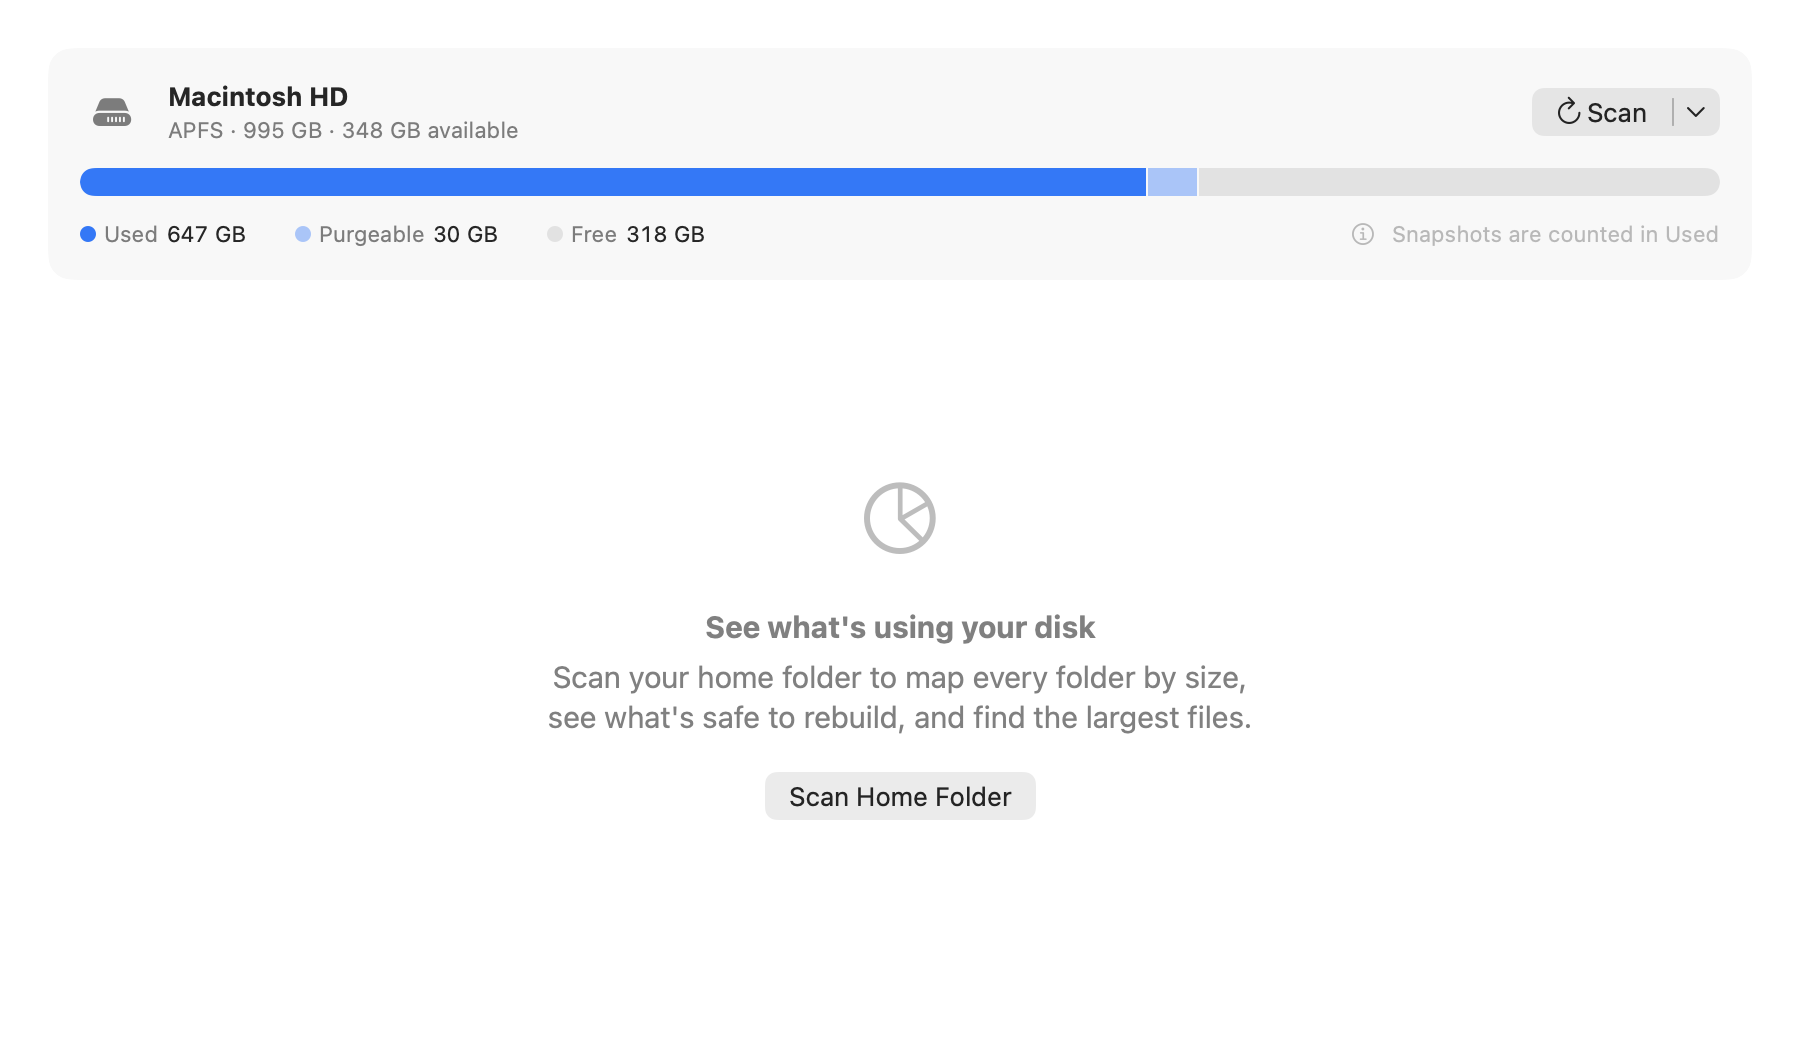 Macintosh HD
APFS · 995 GB · 348 GB available
Scan
Used 647 GB
Purgeable 30 GB
Free 318 GB
Snapshots are counted in Used
See what's using your disk
Scan your home folder to map every folder by size,
see what's safe to rebuild, and find the largest files.
Scan Home Folder